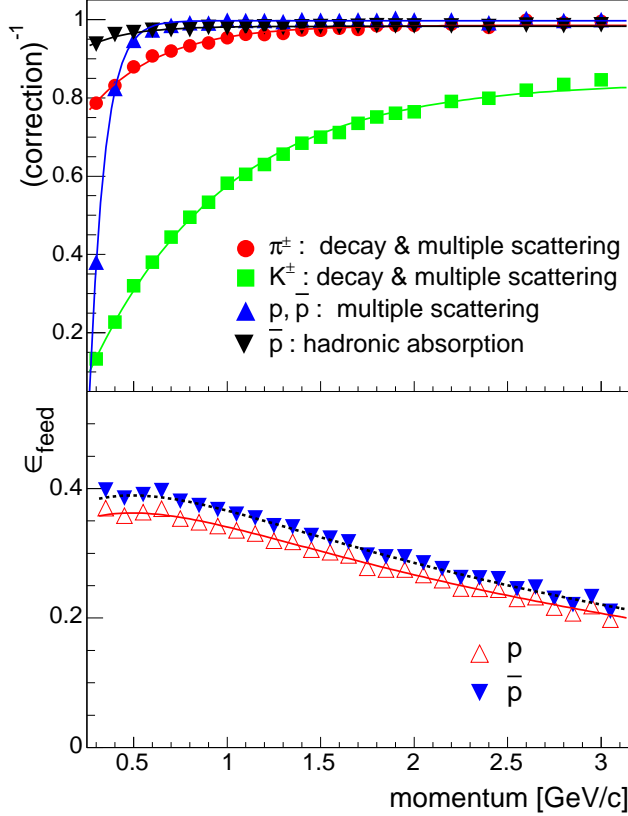 1
0.8
0.6
0.4
0.2
(correction)⁻¹
π± : decay & multiple scattering
K± : decay & multiple scattering
p, p̅ : multiple scattering
p̅ : hadronic absorption
ϵfeed
0.4
0.2
0
p
p̅
0.5 1 1.5 2 2.5 3
momentum [GeV/c]